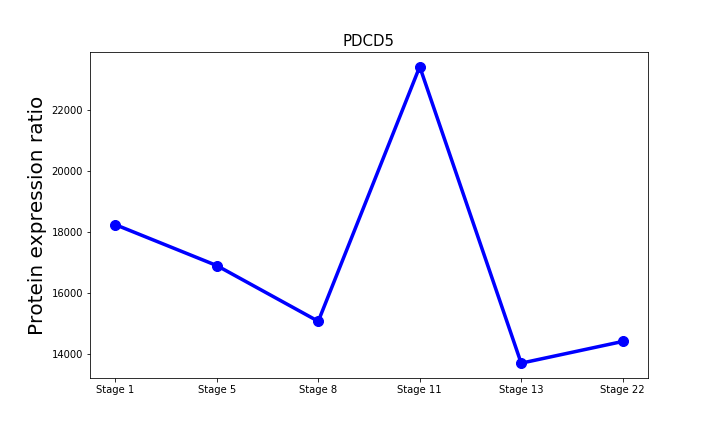 PDCD5
Protein expression ratio
22000
20000
18000
16000
14000
Stage 1 Stage 5 Stage 8 Stage 11 Stage 13 Stage 22